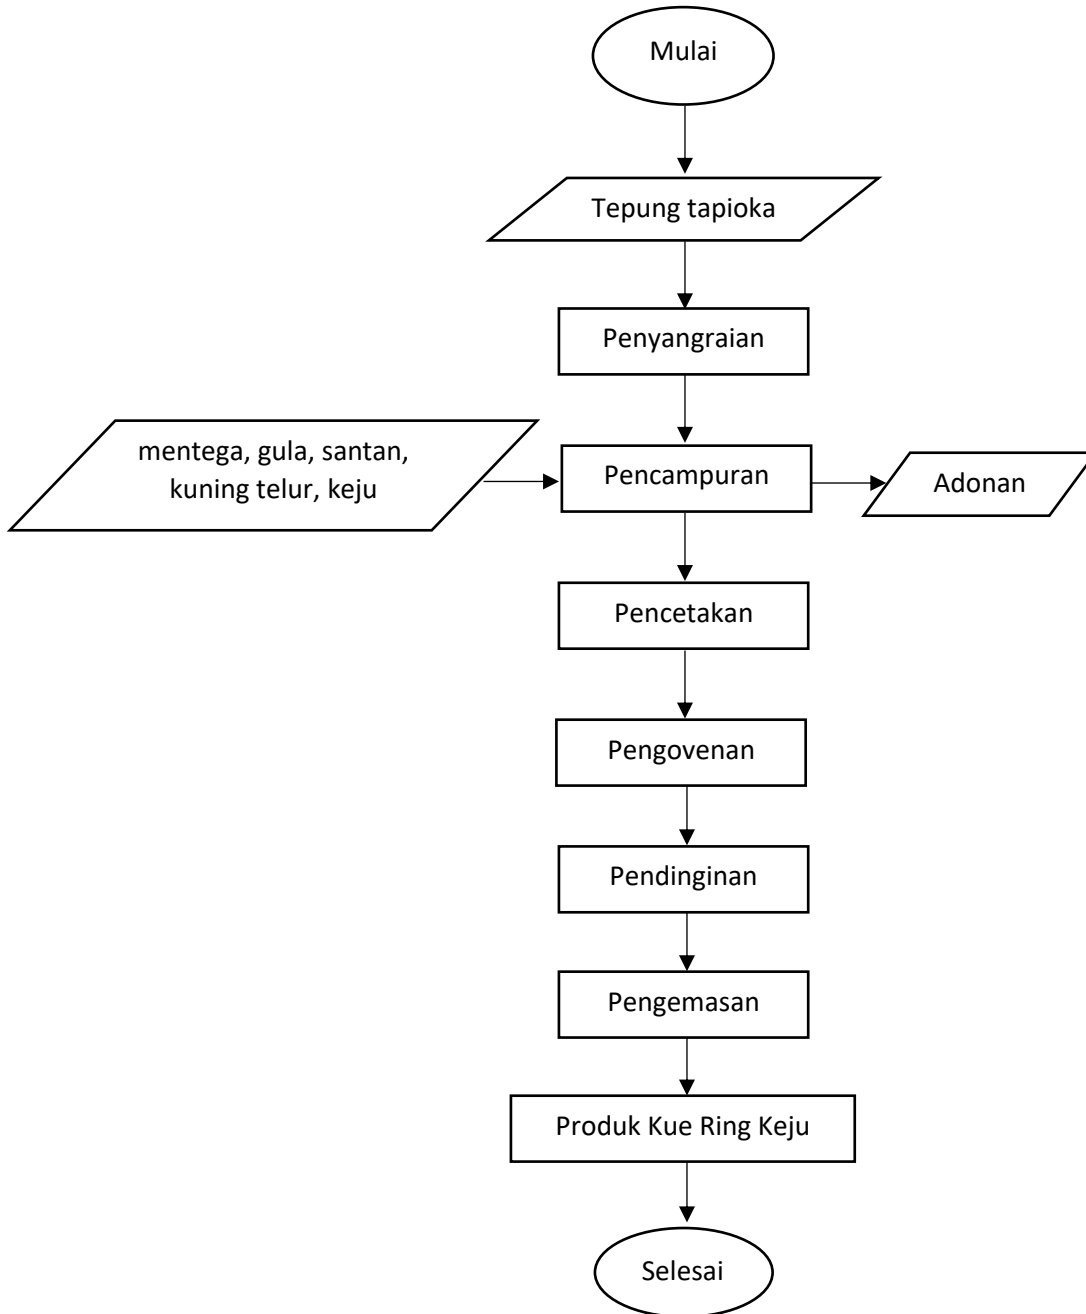 Mulai
Tepung tapioka
Penyangraian
mentega, gula, santan,
kuning telur, keju
Pencampuran
Adonan
Pencetakan
Pengovenan
Pendinginan
Pengemasan
Produk Kue Ring Keju
Selesai